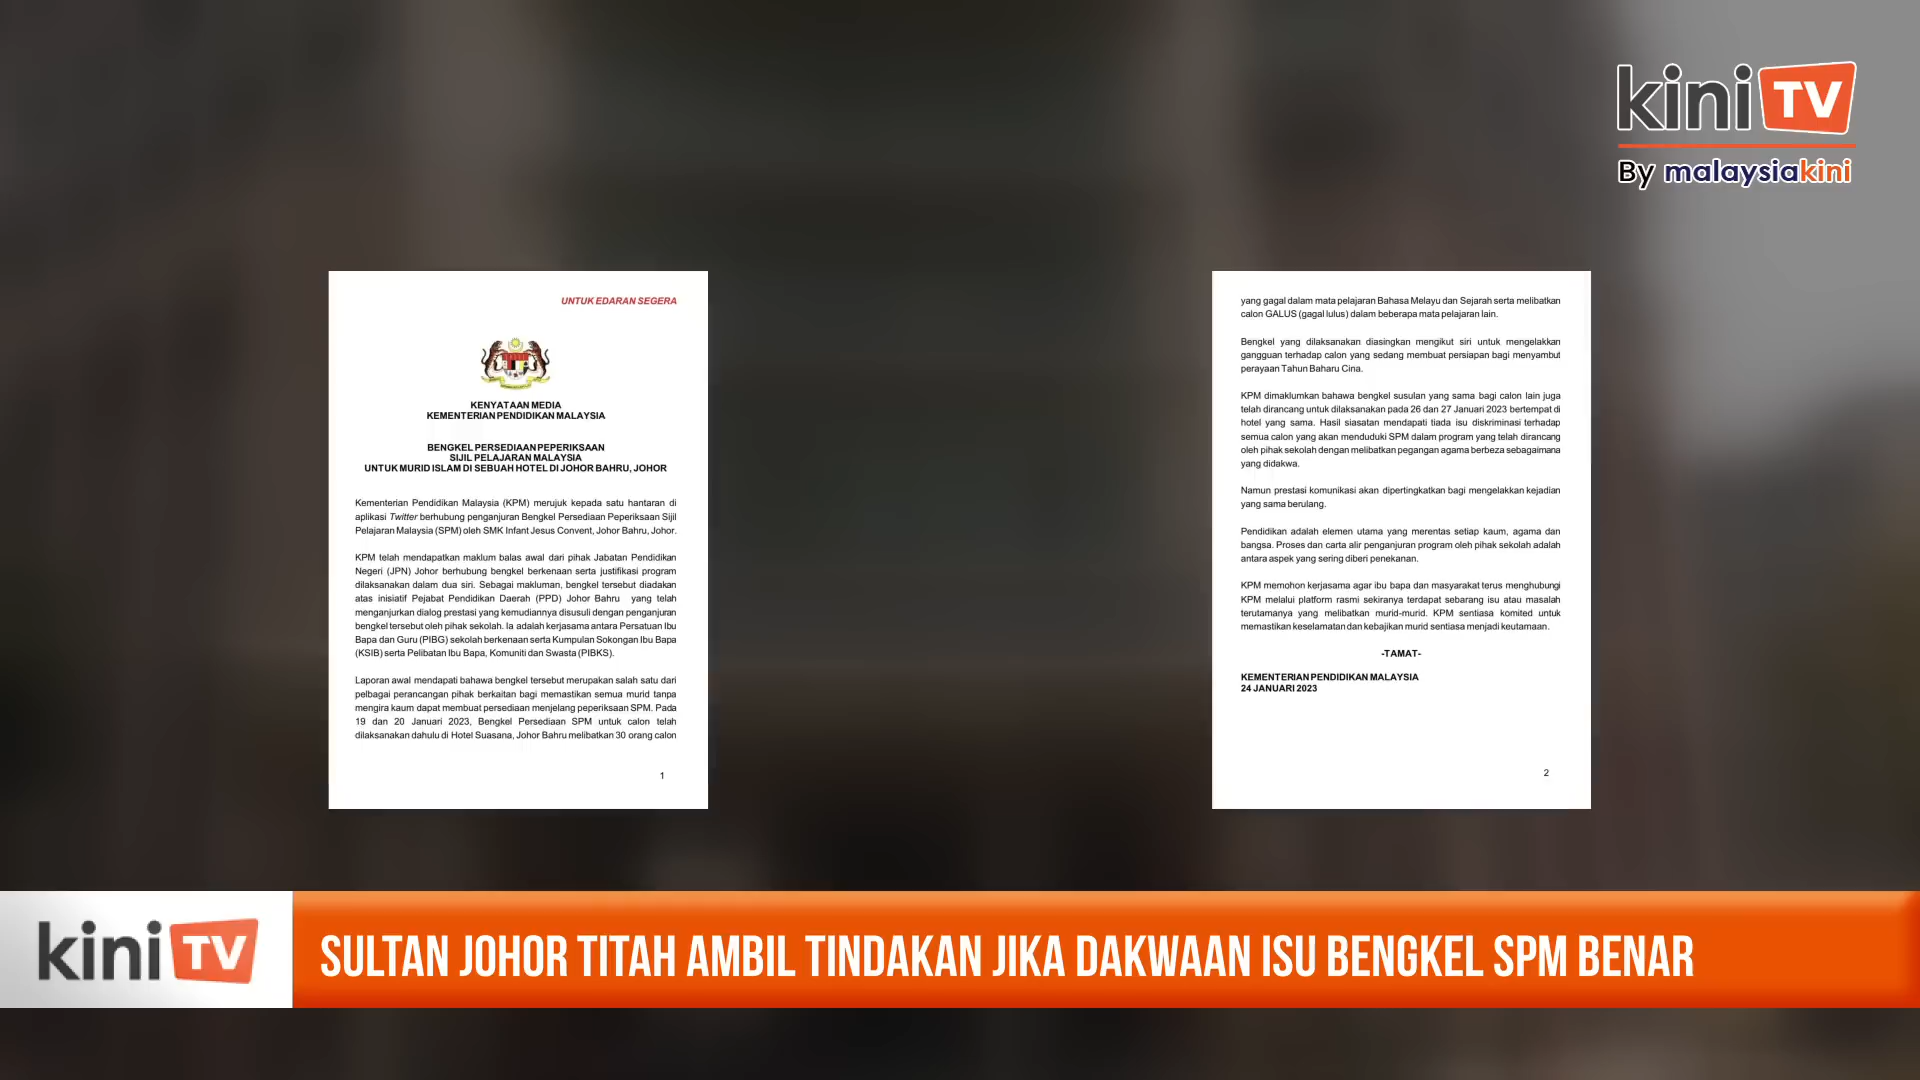 kini TV
By malaysiakini
UNTUK EDARAN SEGERA
KENYATAAN MEDIA
KEMENTERIAN PENDIDIKAN MALAYSIA
BENGKEL PERSEDIAAN PEPERIKSAAN
SIJIL PELAJARAN MALAYSIA
UNTUK MURID ISLAM DI SEBUAH HOTEL DI JOHOR BAHRU, JOHOR
Kementerian Pendidikan Malaysia (KPM) merujuk kepada satu hantaran di
aplikasi Twitter berhubung penganjuran Bengkel Persediaan Peperiksaan Sijil
Pelajaran Malaysia (SPM) oleh SMK Infant Jesus Convent, Johor Bahru, Johor.
KPM telah mendapatkan maklum balas awal dari pihak Jabatan Pendidikan
Negeri (JPN) Johor berhubung bengkel berkenaan serta justifikasi program
dilaksanakan dalam dua siri. Sebagai makluman, bengkel tersebut diadakan
atas inisiatif Pejabat Pendidikan Daerah (PPD) Johor Bahru yang telah
menganjurkan dialog prestasi yang kemudiannya disusuli dengan penganjuran
bengkel tersebut oleh pihak sekolah. Ia adalah kerjasama antara Persatuan Ibu
Bapa dan Guru (PIBG) sekolah berkenaan serta Kumpulan Sokongan Ibu Bapa
(KSIB) serta Pelibatan Ibu Bapa, Komuniti dan Swasta (PIBKS).
Laporan awal mendapati bahawa bengkel tersebut merupakan salah satu dari
pelbagai perancangan pihak berkaitan bagi memastikan semua murid tanpa
mengira kaum dapat membuat persediaan menjelang peperiksaan SPM. Pada
19 dan 20 Januari 2023, Bengkel Persediaan SPM untuk calon telah
dilaksanakan dahulu di Hotel Suasana, Johor Bahru melibatkan 30 orang calon
1
yang gagal dalam mata pelajaran Bahasa Melayu dan Sejarah serta melibatkan
calon GALUS (gagal lulus) dalam beberapa mata pelajaran lain.
Bengkel yang dilaksanakan diasingkan mengikut siri untuk mengelakkan
gangguan terhadap calon yang sedang membuat persiapan bagi menyambut
perayaan Tahun Baharu Cina.
KPM dimaklumkan bahawa bengkel susulan yang sama bagi calon lain juga
telah dirancang untuk dilaksanakan pada 26 dan 27 Januari 2023 bertempat di
hotel yang sama. Hasil siasatan mendapati tiada isu diskriminasi terhadap
semua calon yang akan menduduki SPM dalam program yang telah dirancang
oleh pihak sekolah dengan melibatkan pegangan agama berbeza sebagaimana
yang didakwa.
Namun prestasi komunikasi akan dipertingkatkan bagi mengelakkan kejadian
yang sama berulang.
Pendidikan adalah elemen utama yang merentas setiap kaum, agama dan
bangsa. Proses dan carta alir penganjuran program oleh pihak sekolah adalah
antara aspek yang sering diberi penekanan.
KPM memohon kerjasama agar ibu bapa dan masyarakat terus menghubungi
KPM melalui platform rasmi sekiranya terdapat sebarang isu atau masalah
terutamanya yang melibatkan murid-murid. KPM sentiasa komited untuk
memastikan keselamatan dan kebajikan murid sentiasa menjadi keutamaan.
-TAMAT-
KEMENTERIAN PENDIDIKAN MALAYSIA
24 JANUARI 2023
2
kini TV
SULTAN JOHOR TITAH AMBIL TINDAKAN JIKA DAKWAAN ISU BENGKEL SPM BENAR